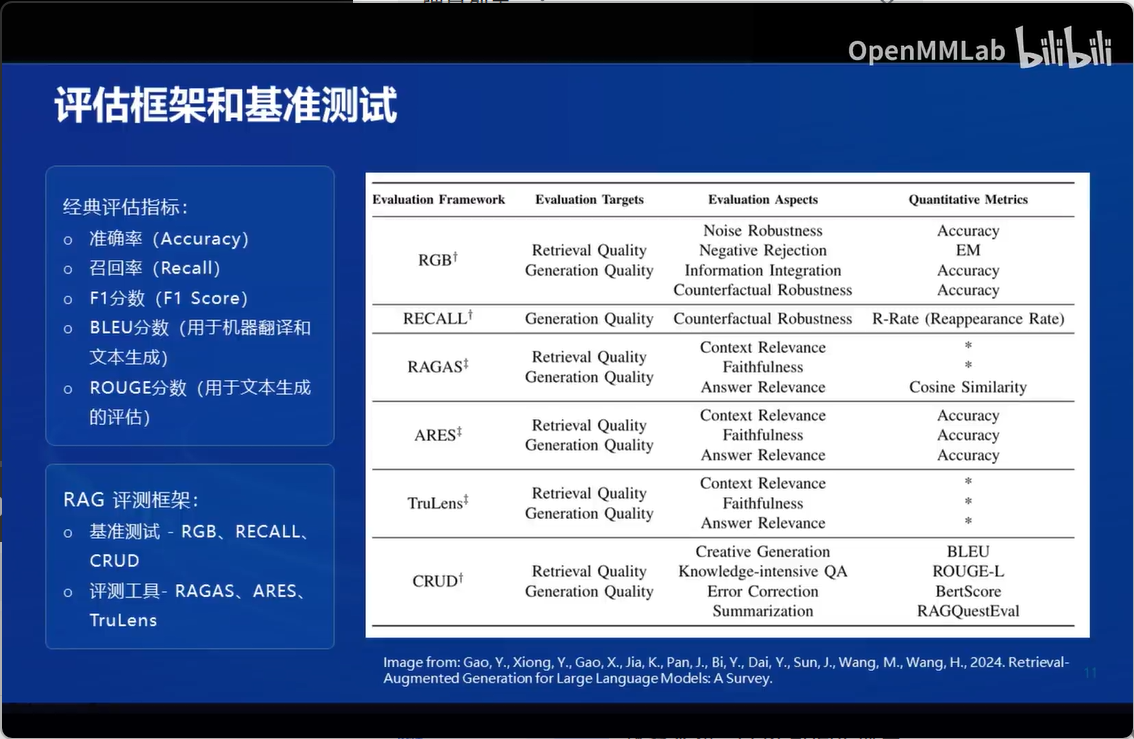 OpenMMLab bilibili
评估框架和基准测试
经典评估指标：
o 准确率（Accuracy）
o 召回率（Recall）
o F1分数（F1 Score）
o BLEU分数（用于机器翻译和
文本生成）
o ROUGE分数（用于文本生成
的评估）
RAG 评测框架：
o 基准测试 - RGB、RECALL、
CRUD
o 评测工具- RAGAS、ARES、
TruLens
Evaluation Framework Evaluation Targets Evaluation Aspects Quantitative Metrics
Noise Robustness Accuracy
Retrieval Quality Negative Rejection EM
RGB†
Generation Quality Information Integration Accuracy
Counterfactual Robustness Accuracy
RECALL† Generation Quality Counterfactual Robustness R-Rate (Reappearance Rate)
Context Relevance *
Retrieval Quality
RAGAS‡ Faithfulness *
Generation Quality
Answer Relevance Cosine Similarity
Context Relevance Accuracy
Retrieval Quality
ARES‡ Faithfulness Accuracy
Generation Quality
Answer Relevance Accuracy
Context Relevance *
Retrieval Quality
TruLens‡ Faithfulness *
Generation Quality
Answer Relevance *
Creative Generation BLEU
Retrieval Quality Knowledge-intensive QA ROUGE-L
CRUD†
Generation Quality Error Correction BertScore
Summarization RAGQuestEval
Image from: Gao, Y., Xiong, Y., Gao, X., Jia, K., Pan, J., Bi, Y., Dai, Y., Sun, J., Wang, M., Wang, H., 2024. Retrieval-
Augmented Generation for Large Language Models: A Survey.
11